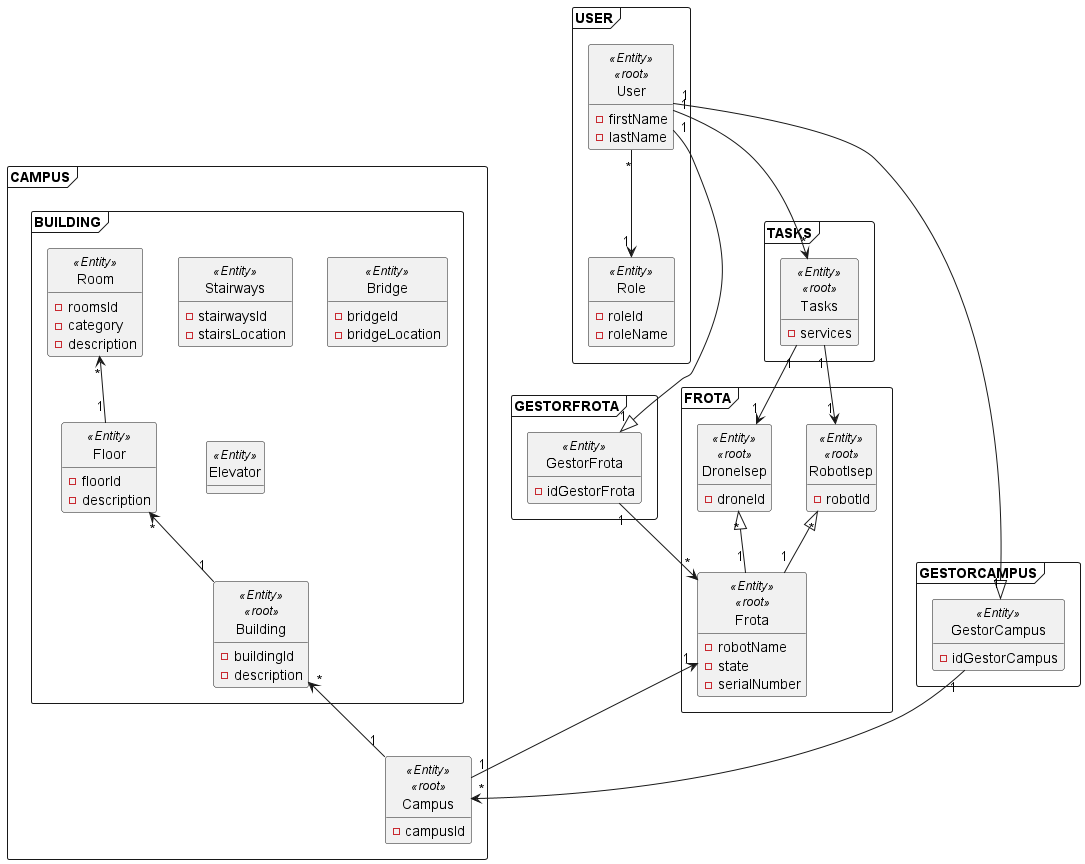 USER
«Entity»
«root»
User
firstName
lastName
1
1
1
*
1
«Entity»
Role
roleId
roleName
CAMPUS
BUILDING
«Entity»
Room
roomsId
category
description
«Entity»
Stairways
stairwaysId
stairsLocation
«Entity»
Bridge
bridgeId
bridgeLocation
*
1
«Entity»
Floor
floorId
description
«Entity»
Elevator
*
1
«Entity»
«root»
Building
buildingId
description
*
1
«Entity»
«root»
Campus
campusId
TASKS
*
«Entity»
«root»
Tasks
services
1
1
1
1
GESTORFROTA
1
«Entity»
GestorFrota
idGestorFrota
1
*
FROTA
«Entity»
«root»
DroneIsep
droneId
«Entity»
«root»
RobotIsep
robotId
*
*
1
1
«Entity»
«root»
Frota
robotName
state
serialNumber
1
1
GESTORCAMPUS
1
«Entity»
GestorCampus
idGestorCampus
1
*